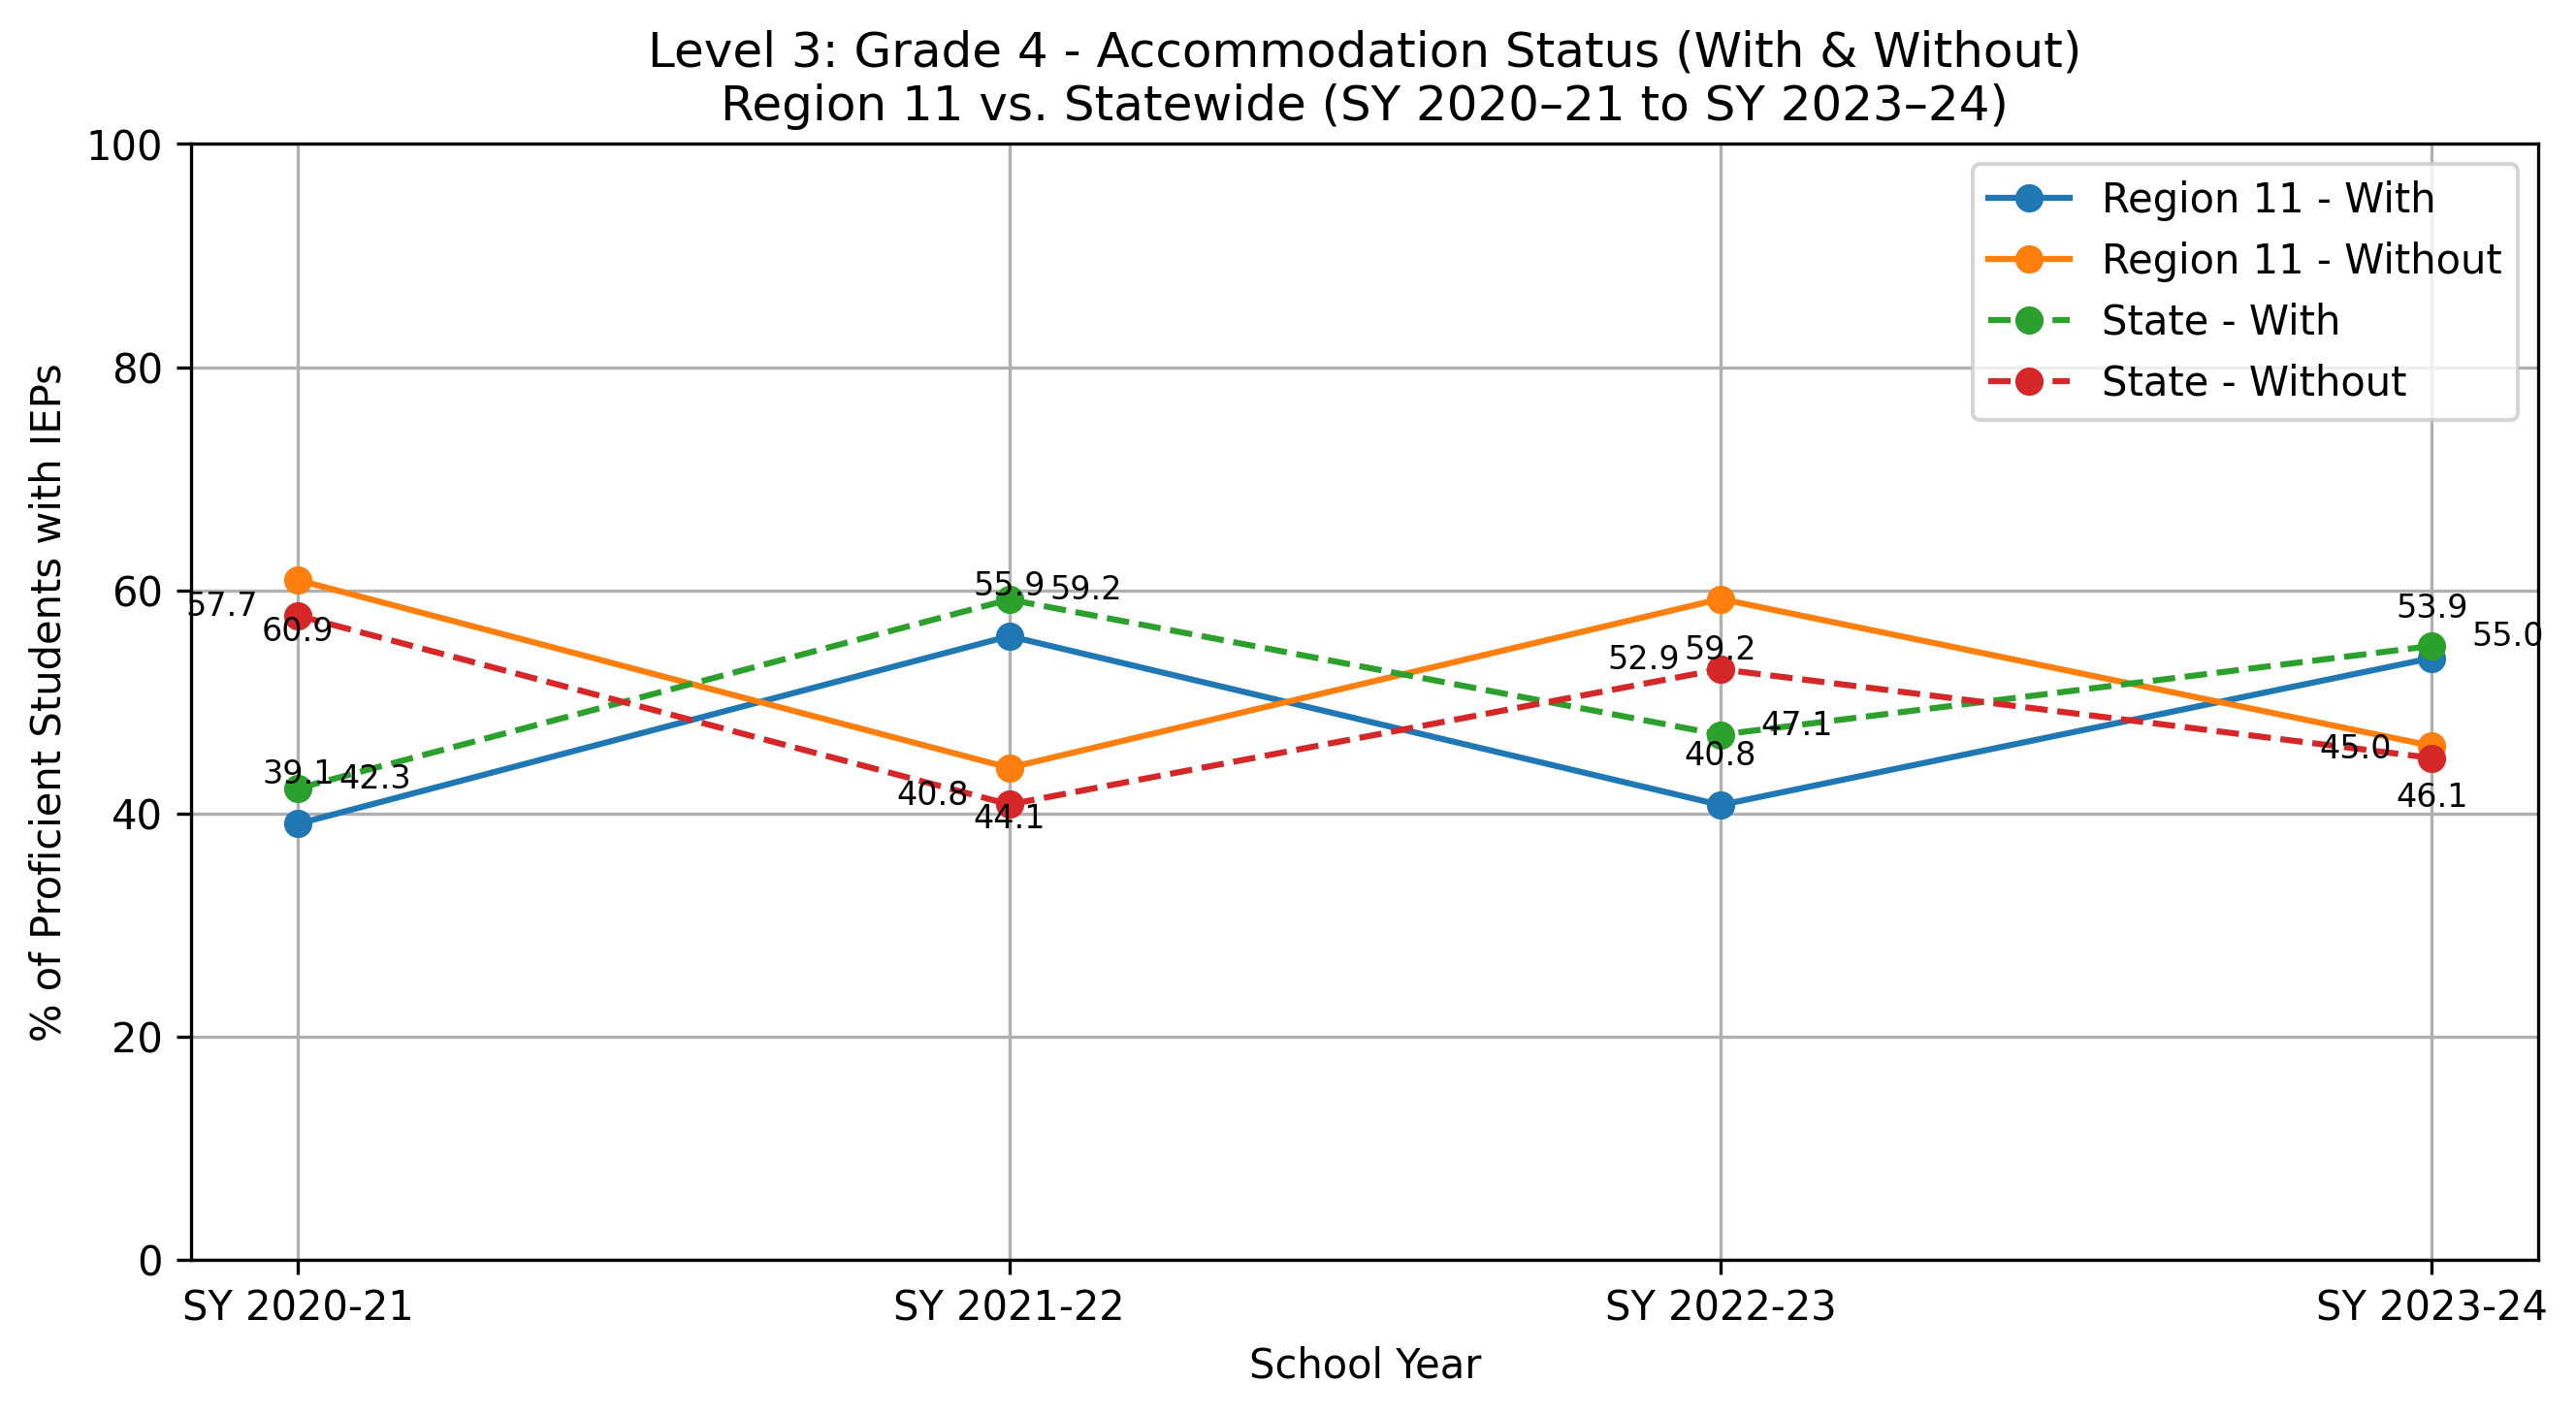 Level 3: Grade 4 - Accommodation Status (With & Without)
Region 11 vs. Statewide (SY 2020–21 to SY 2023–24)
% of Proficient Students with IEPs
100
80
60
40
20
0
Region 11 - With
Region 11 - Without
State - With
State - Without
57.7
60.9
39.1
42.3
55.9
59.2
40.8
44.1
52.9
59.2
47.1
40.8
53.9
55.0
45.0
46.1
SY 2020-21
SY 2021-22
SY 2022-23
SY 2023-24
School Year